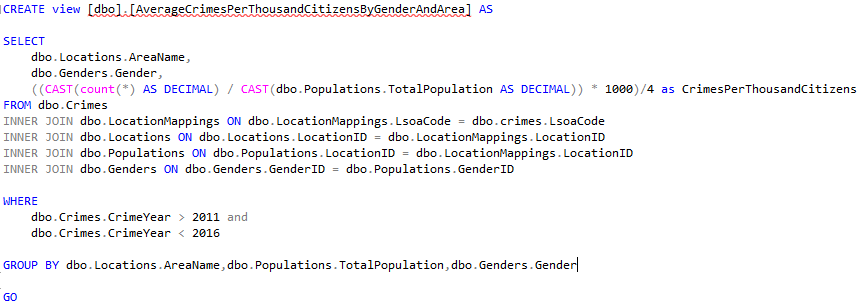 CREATE view [dbo].[AverageCrimesPerThousandCitizensByGenderAndArea] AS
SELECT
dbo.Locations.AreaName,
dbo.Genders.Gender,
((CAST(count(*) AS DECIMAL) / CAST(dbo.Populations.TotalPopulation AS DECIMAL)) * 1000)/4 as CrimesPerThousandCitizens
FROM dbo.Crimes
INNER JOIN dbo.LocationMappings ON dbo.LocationMappings.LsoaCode = dbo.crimes.LsoaCode
INNER JOIN dbo.Locations ON dbo.Locations.LocationID = dbo.LocationMappings.LocationID
INNER JOIN dbo.Populations ON dbo.Populations.LocationID = dbo.LocationMappings.LocationID
INNER JOIN dbo.Genders ON dbo.Genders.GenderID = dbo.Populations.GenderID
WHERE
dbo.Crimes.CrimeYear > 2011 and
dbo.Crimes.CrimeYear < 2016
GROUP BY dbo.Locations.AreaName,dbo.Populations.TotalPopulation,dbo.Genders.Gender
GO